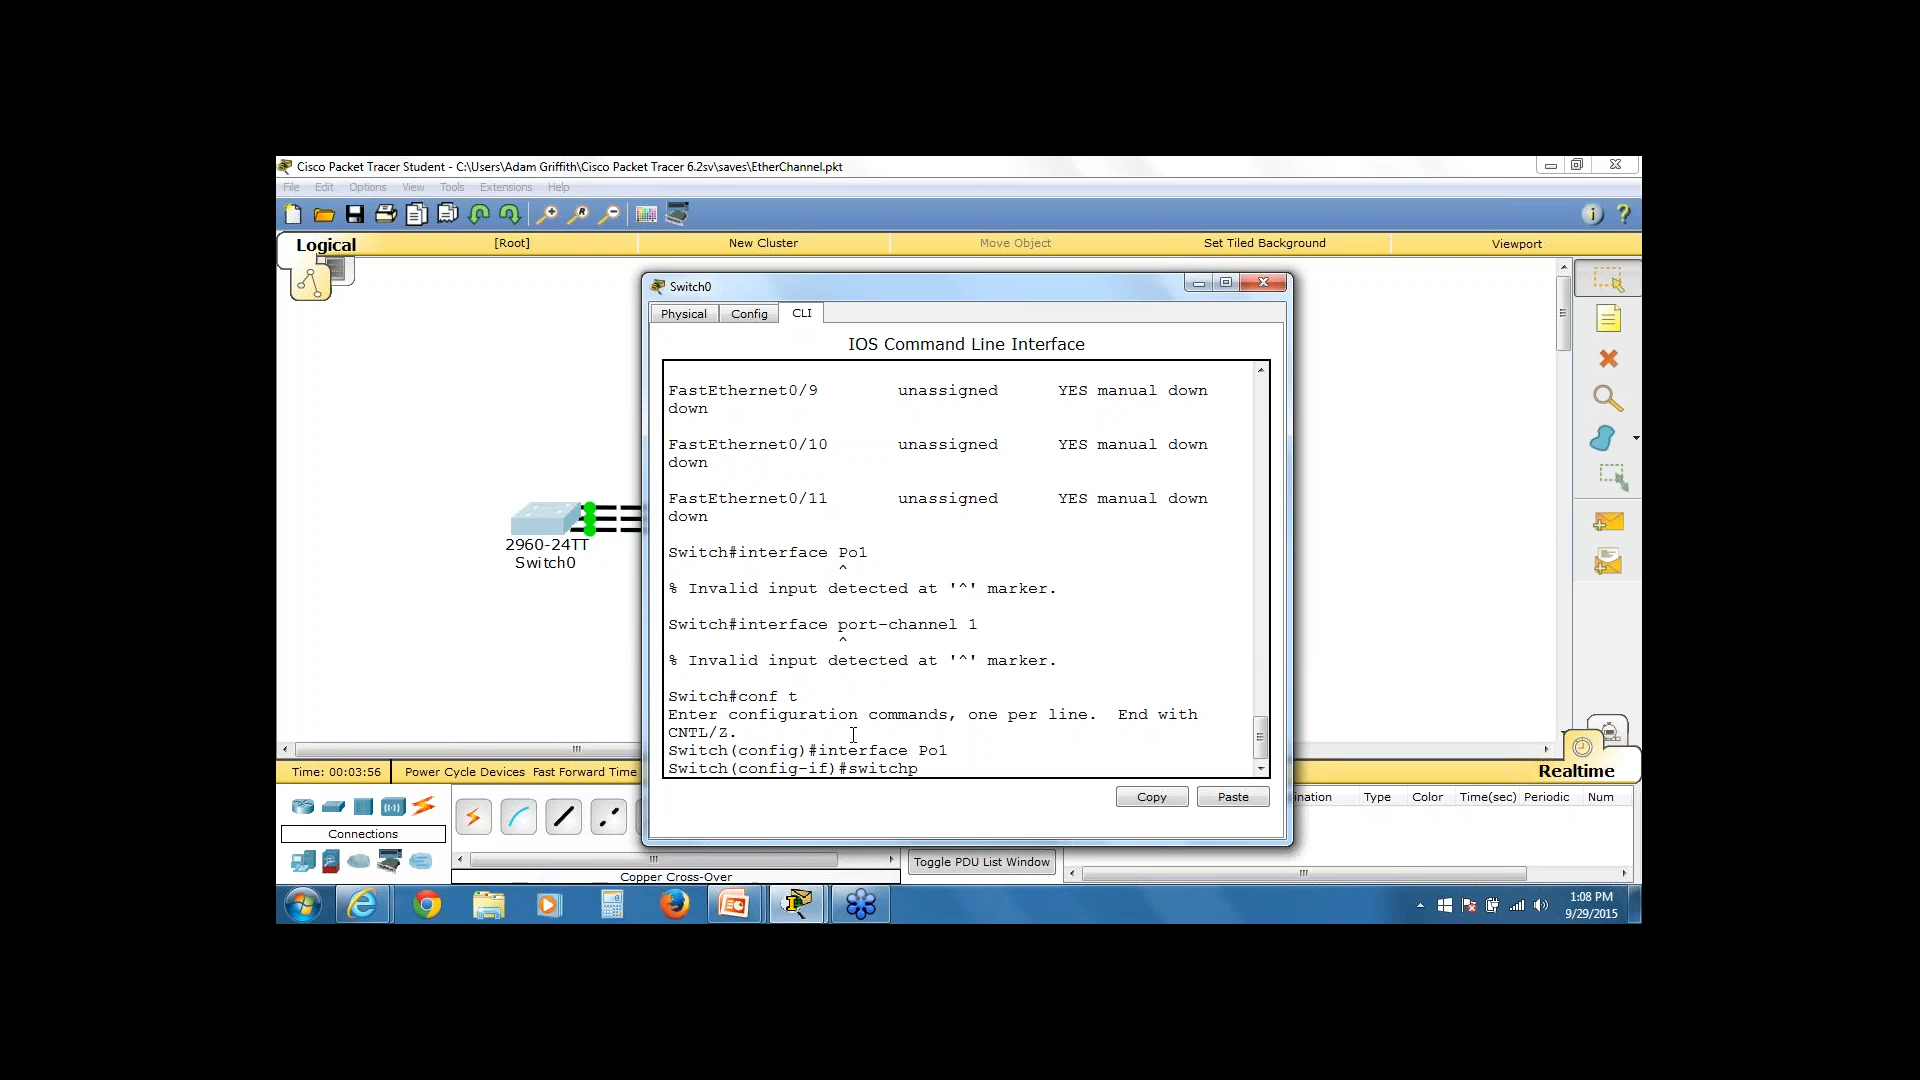 Cisco Packet Tracer Student - C:\Users\Adam Griffith\Cisco Packet Tracer 6.2sv\saves\EtherChannel.pkt
File Edit Options View Tools Extensions Help
Logical [Root] New Cluster Move Object Set Tiled Background Viewport
Switch0
Physical Config CLI
IOS Command Line Interface
FastEthernet0/9 unassigned YES manual down
down
FastEthernet0/10 unassigned YES manual down
down
FastEthernet0/11 unassigned YES manual down
down
Switch#interface Po1
^
% Invalid input detected at '^' marker.
Switch#interface port-channel 1
^
% Invalid input detected at '^' marker.
Switch#conf t
Enter configuration commands, one per line. End with
CNTL/Z.
Switch(config)#interface Po1
Switch(config-if)#switchp
Copy Paste
2960-24TT
Switch0
Time: 00:03:56 Power Cycle Devices Fast Forward Time
Realtime
ination Type Color Time(sec) Periodic Num
Connections
Toggle PDU List Window
Copper Cross-Over
1:08 PM
9/29/2015